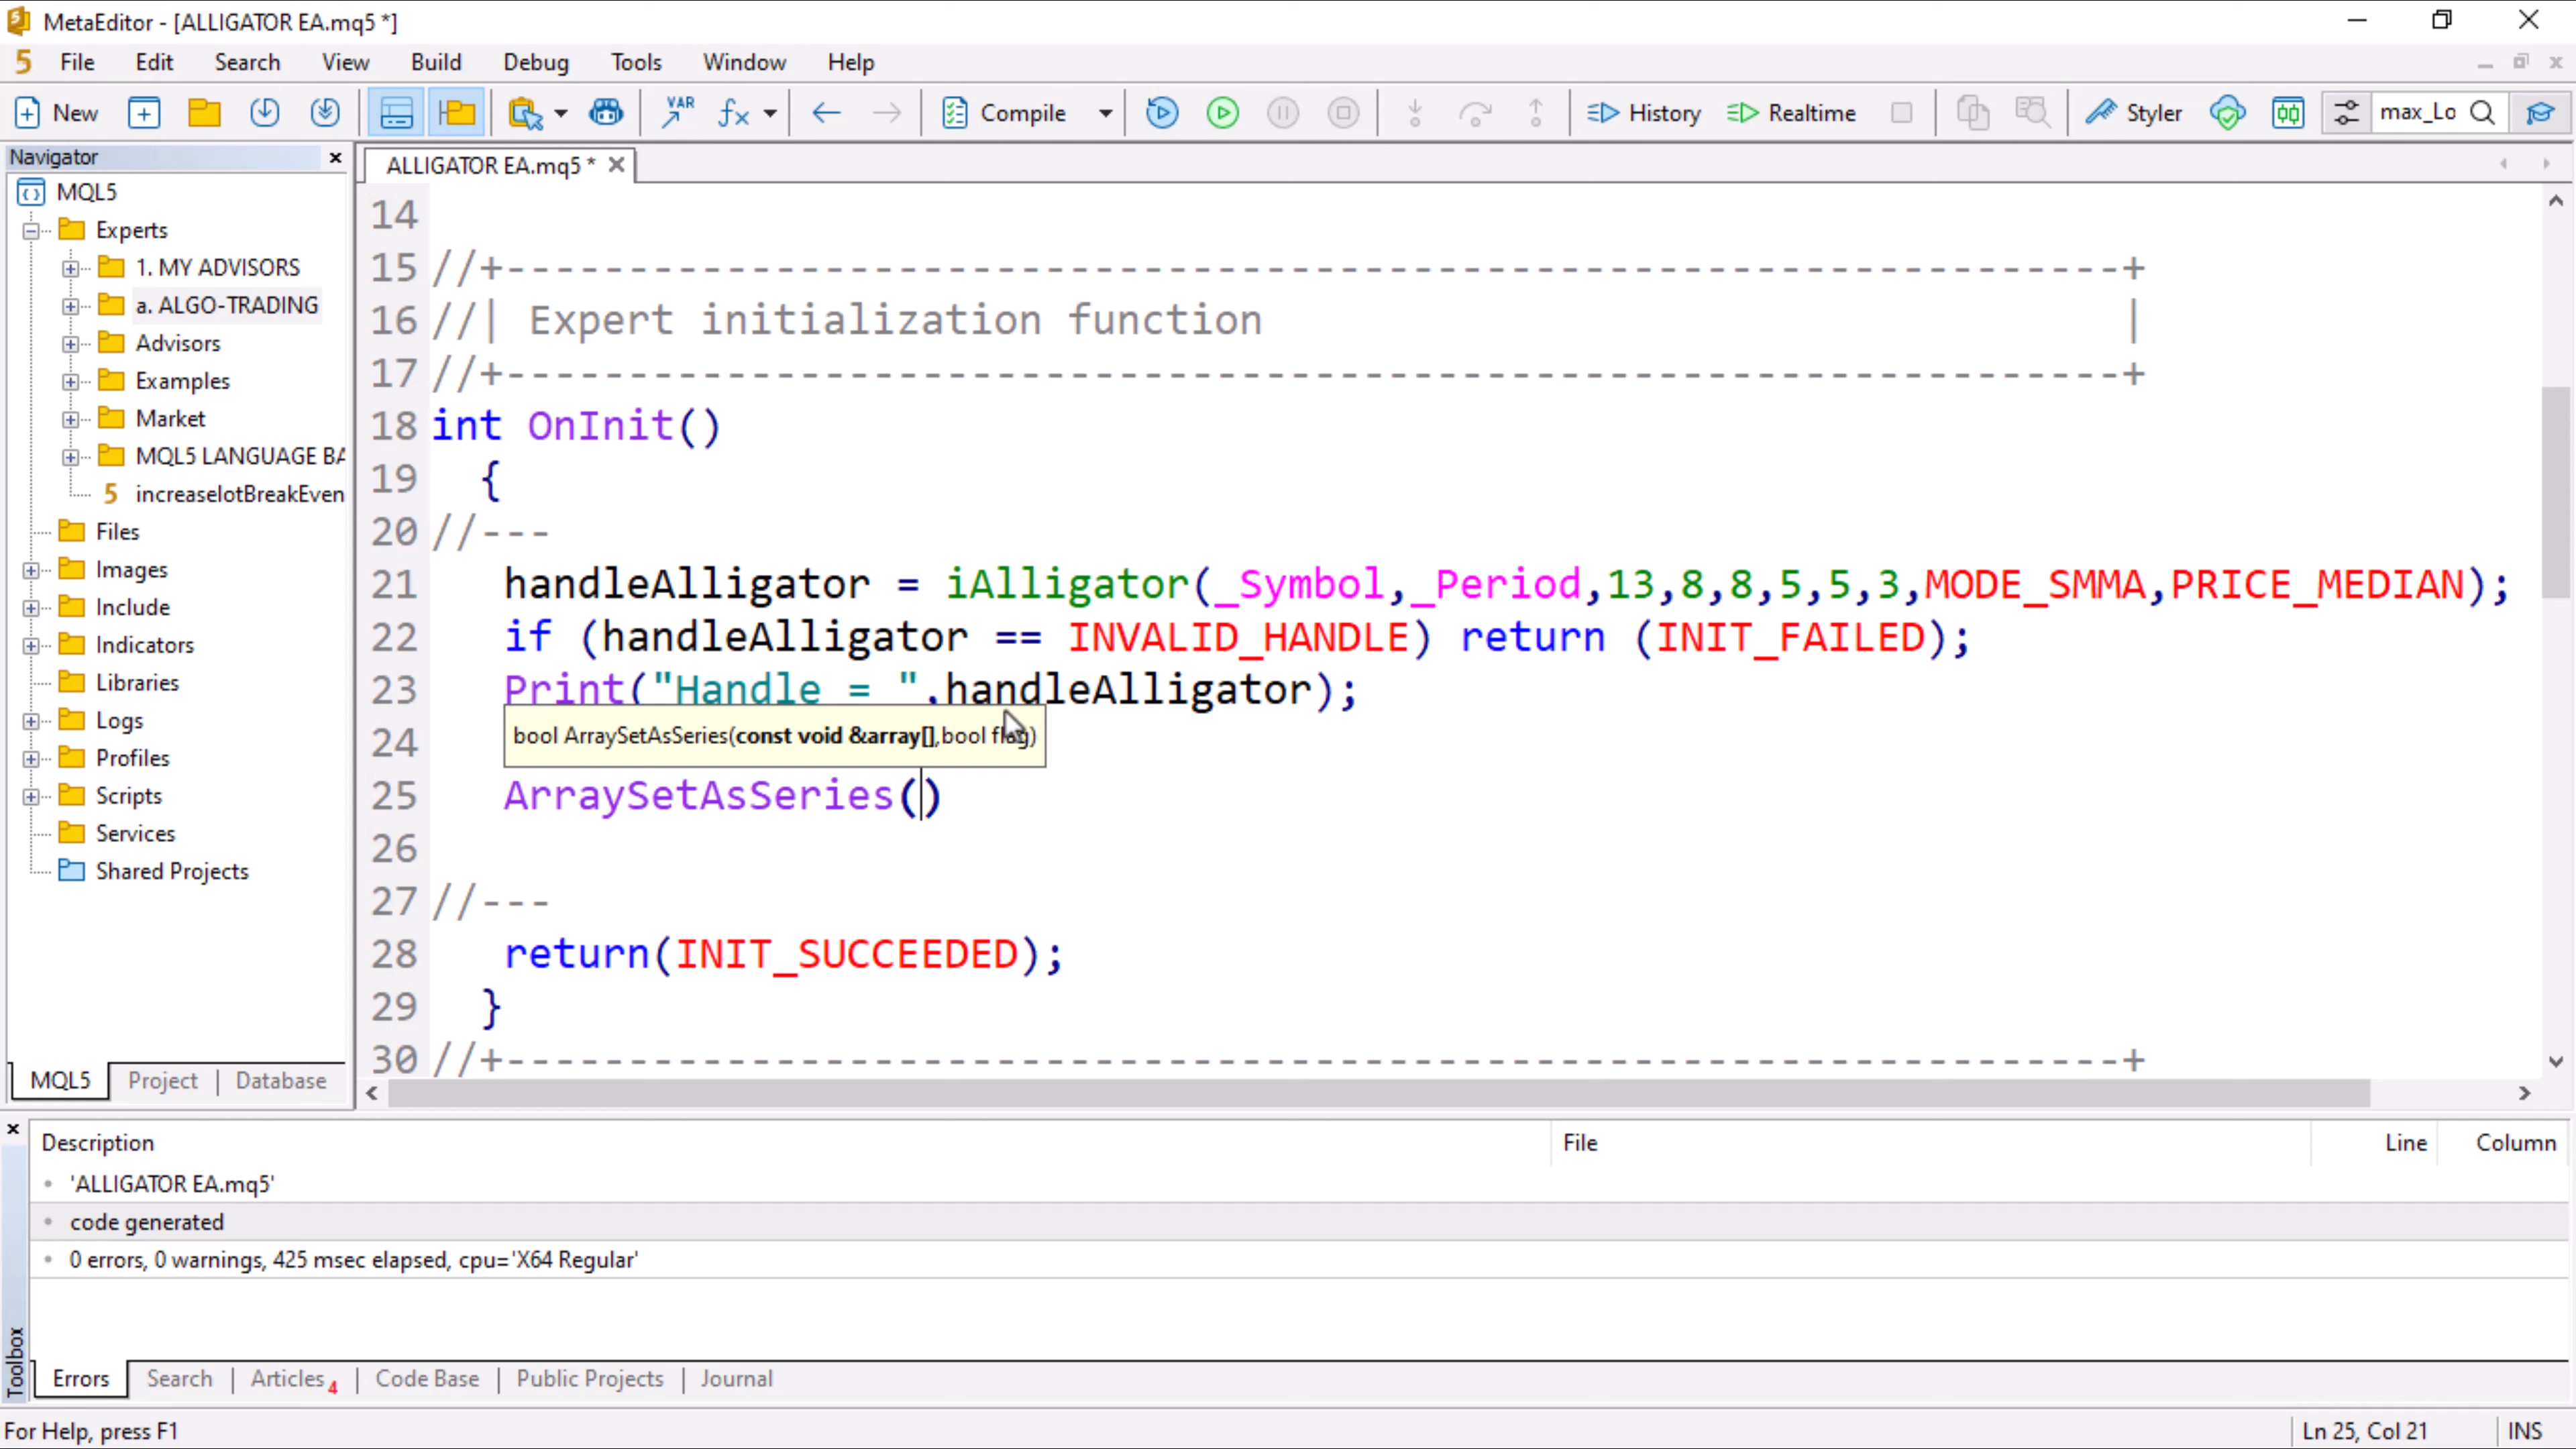 MetaEditor - [ALLIGATOR EA.mq5 *]
File Edit Search View Build Debug Tools Window Help
New VAR fx Compile History Realtime Styler max_Lo
Navigator
MQL5
Experts
1. MY ADVISORS
a. ALGO-TRADING
Advisors
Examples
Market
MQL5 LANGUAGE BA
increaselotBreakEven
Files
Images
Include
Indicators
Libraries
Logs
Profiles
Scripts
Services
Shared Projects
MQL5 Project Database
ALLIGATOR EA.mq5 *
14
15 //+------------------------------------------------------------------+
16 //| Expert initialization function |
17 //+------------------------------------------------------------------+
18 int OnInit()
19 {
20 //---
21 handleAlligator = iAlligator(_Symbol,_Period,13,8,8,5,5,3,MODE_SMMA,PRICE_MEDIAN);
22 if (handleAlligator == INVALID_HANDLE) return (INIT_FAILED);
23 Print("Handle = ",handleAlligator);
bool ArraySetAsSeries(const void &array[],bool flag)
24
25 ArraySetAsSeries()
26
27 //---
28 return(INIT_SUCCEEDED);
29 }
30 //+------------------------------------------------------------------+
Description File Line Column
'ALLIGATOR EA.mq5'
code generated
0 errors, 0 warnings, 425 msec elapsed, cpu='X64 Regular'
Toolbox
Errors Search Articles 4 Code Base Public Projects Journal
For Help, press F1 Ln 25, Col 21 INS